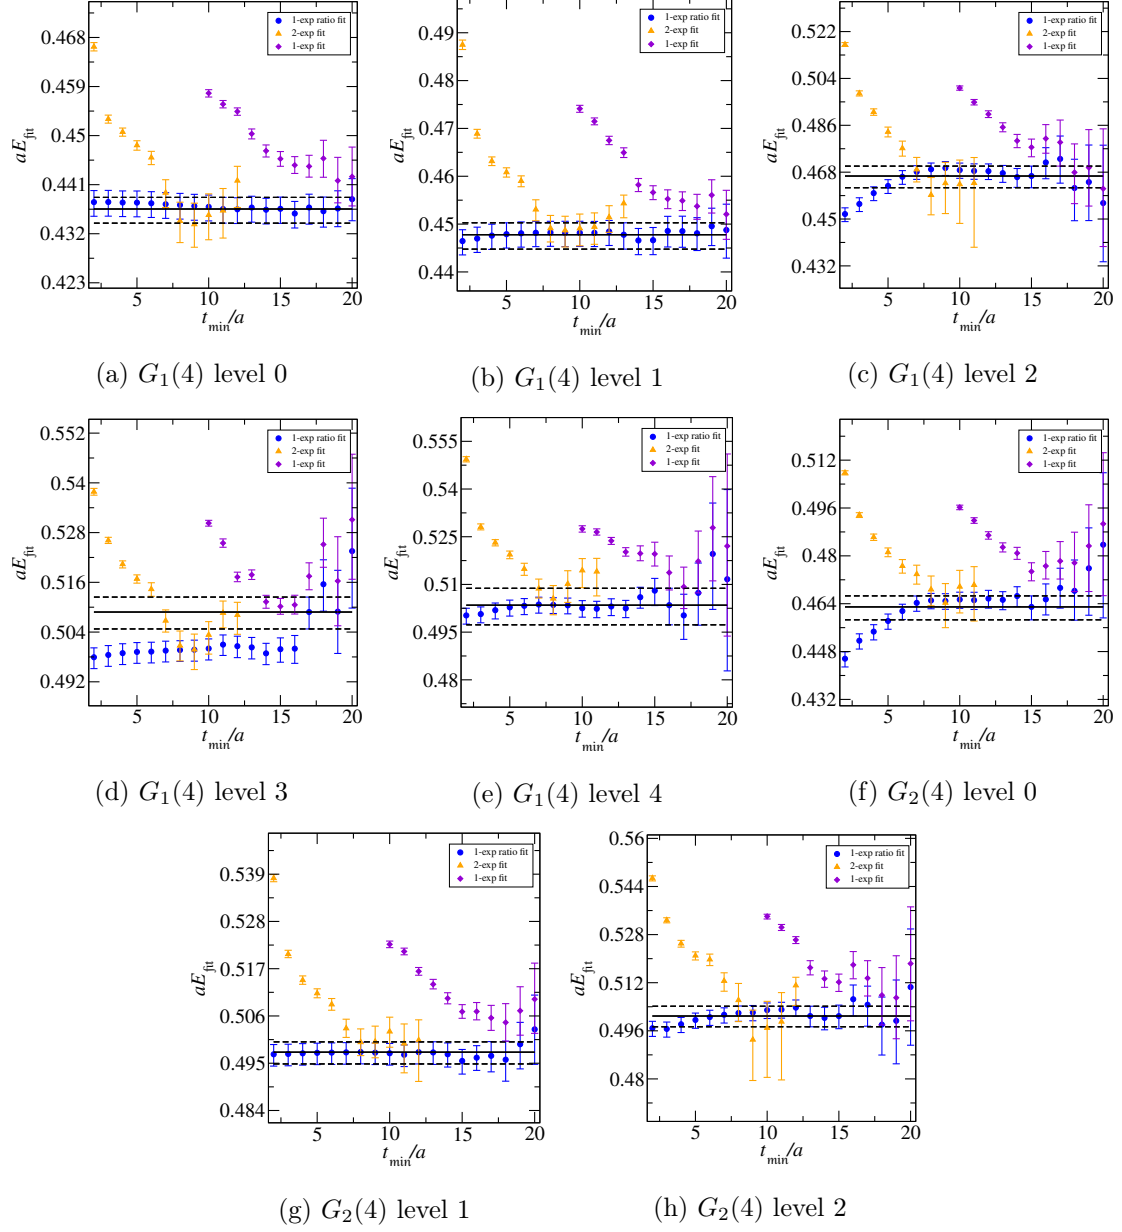 1-exp ratio fit
2-exp fit
1-exp fit
0.468
0.459
0.45
0.441
0.432
0.423
aE_fit
5 10 15 20
t_min/a
(a) G_1(4) level 0
1-exp ratio fit
2-exp fit
1-exp fit
0.49
0.48
0.47
0.46
0.45
0.44
aE_fit
5 10 15 20
t_min/a
(b) G_1(4) level 1
1-exp ratio fit
2-exp fit
1-exp fit
0.522
0.504
0.486
0.468
0.45
0.432
aE_fit
5 10 15 20
t_min/a
(c) G_1(4) level 2
1-exp ratio fit
2-exp fit
1-exp fit
0.552
0.54
0.528
0.516
0.504
0.492
aE_fit
5 10 15 20
t_min/a
(d) G_1(4) level 3
1-exp ratio fit
2-exp fit
1-exp fit
0.555
0.54
0.525
0.51
0.495
0.48
aE_fit
5 10 15 20
t_min/a
(e) G_1(4) level 4
1-exp ratio fit
2-exp fit
1-exp fit
0.512
0.496
0.48
0.464
0.448
0.432
aE_fit
5 10 15 20
t_min/a
(f) G_2(4) level 0
1-exp ratio fit
2-exp fit
1-exp fit
0.539
0.528
0.517
0.506
0.495
0.484
aE_fit
5 10 15 20
t_min/a
(g) G_2(4) level 1
1-exp ratio fit
2-exp fit
1-exp fit
0.56
0.544
0.528
0.512
0.496
0.48
aE_fit
5 10 15 20
t_min/a
(h) G_2(4) level 2